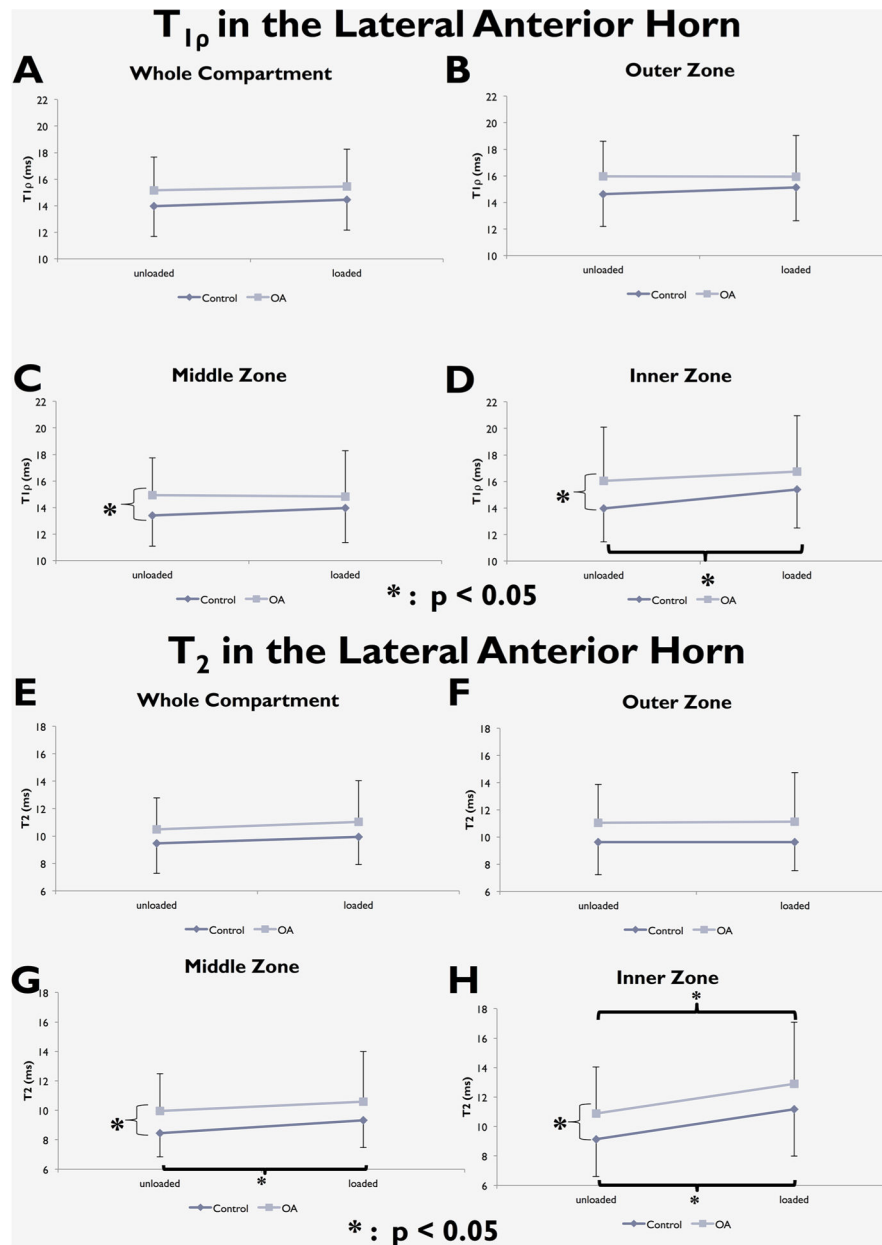 T1ρ in the Lateral Anterior Horn
A
Whole Compartment
22
20
18
16
14
12
10
T1ρ (ms)
unloaded
loaded
Control
OA
B
Outer Zone
22
20
18
16
14
12
10
T1ρ (ms)
unloaded
loaded
Control
OA
C
Middle Zone
22
20
18
16
14
12
10
T1ρ (ms)
*
unloaded
loaded
Control
OA
D
Inner Zone
22
20
18
16
14
12
10
T1ρ (ms)
*
unloaded
loaded
*
Control
OA
* : p < 0.05
T2 in the Lateral Anterior Horn
E
Whole Compartment
18
16
14
12
10
8
6
T2 (ms)
unloaded
loaded
Control
OA
F
Outer Zone
18
16
14
12
10
8
6
T2 (ms)
unloaded
loaded
Control
OA
G
Middle Zone
18
16
14
12
10
8
6
T2 (ms)
*
unloaded
loaded
*
Control
OA
H
Inner Zone
*
18
16
14
12
10
8
6
T2 (ms)
*
unloaded
loaded
*
Control
OA
* : p < 0.05